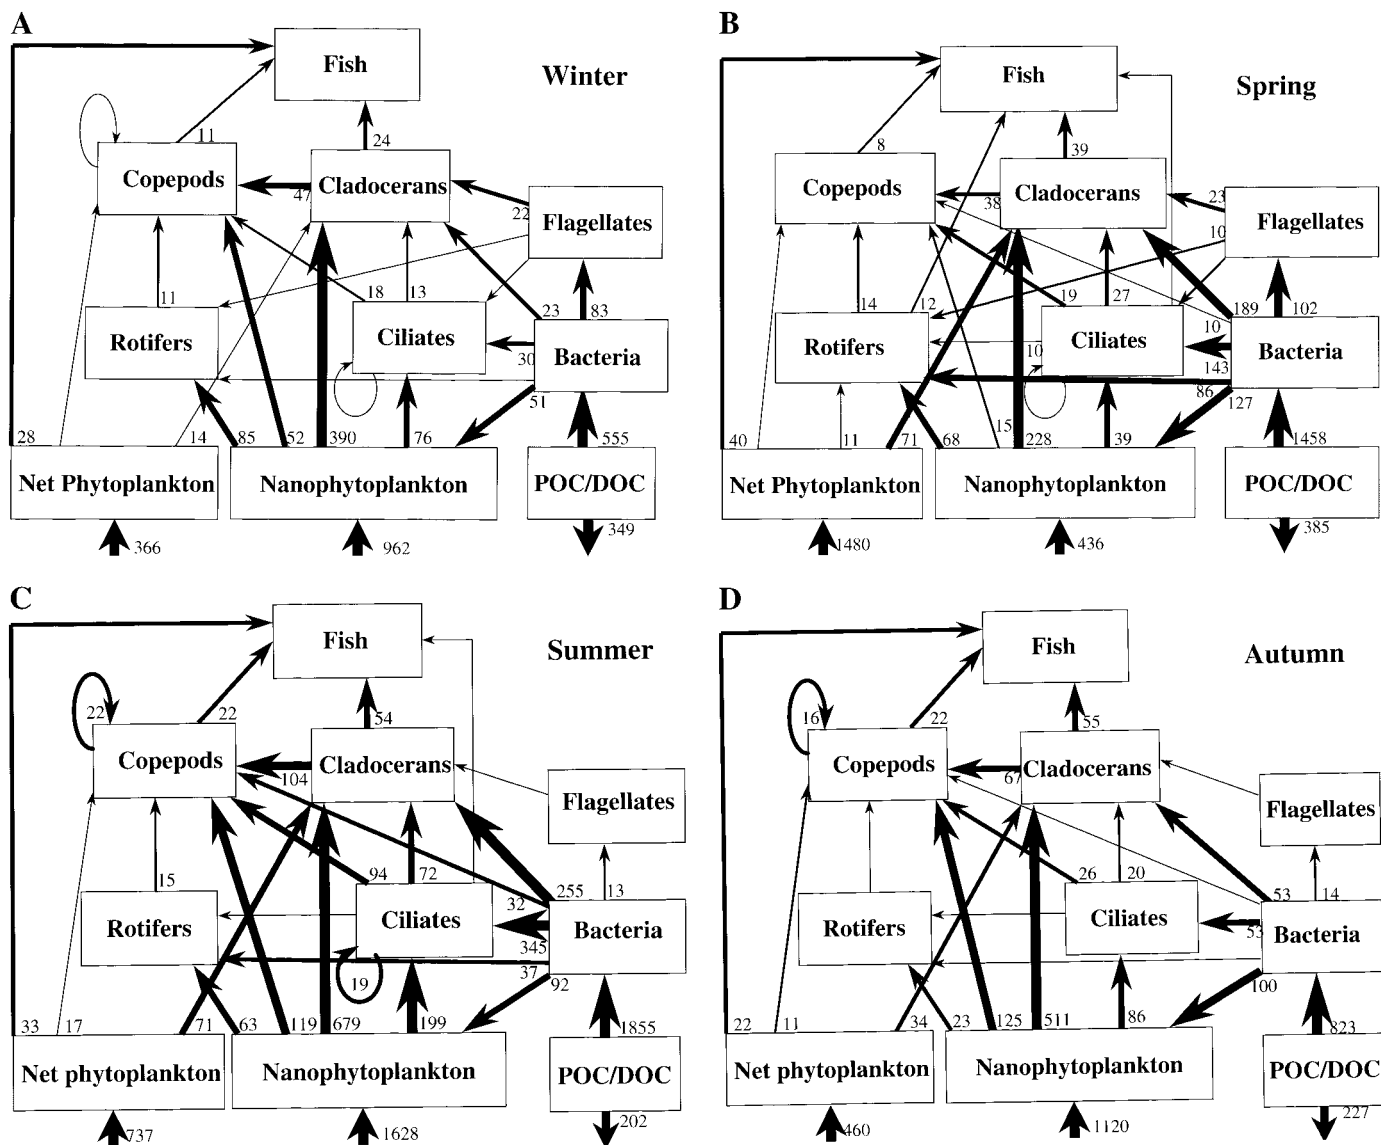 A
Fish
Winter
11
24
Copepods
47
Cladocerans
22
Flagellates
11
18
13
23
83
Rotifers
Ciliates
30
Bacteria
51
28
14
85
52
390
76
555
Net Phytoplankton
Nanophytoplankton
POC/DOC
366
962
349
B
Fish
Spring
8
39
Copepods
38
Cladocerans
23
Flagellates
10
14
12
19
27
189
102
10
Rotifers
10
Ciliates
Bacteria
143
86
127
40
11
71
68
15
228
39
1458
Net Phytoplankton
Nanophytoplankton
POC/DOC
1480
436
385
C
Fish
Summer
22
22
54
Copepods
104
Cladocerans
Flagellates
15
94
72
32
255
13
Rotifers
Ciliates
345
Bacteria
37
92
19
33
17
71
63
119
679
199
1855
Net phytoplankton
Nanophytoplankton
POC/DOC
737
1628
202
D
Fish
Autumn
16
22
55
Copepods
67
Cladocerans
Flagellates
26
20
53
14
Rotifers
Ciliates
53
Bacteria
100
22
11
34
23
125
511
86
823
Net phytoplankton
Nanophytoplankton
POC/DOC
460
1120
227